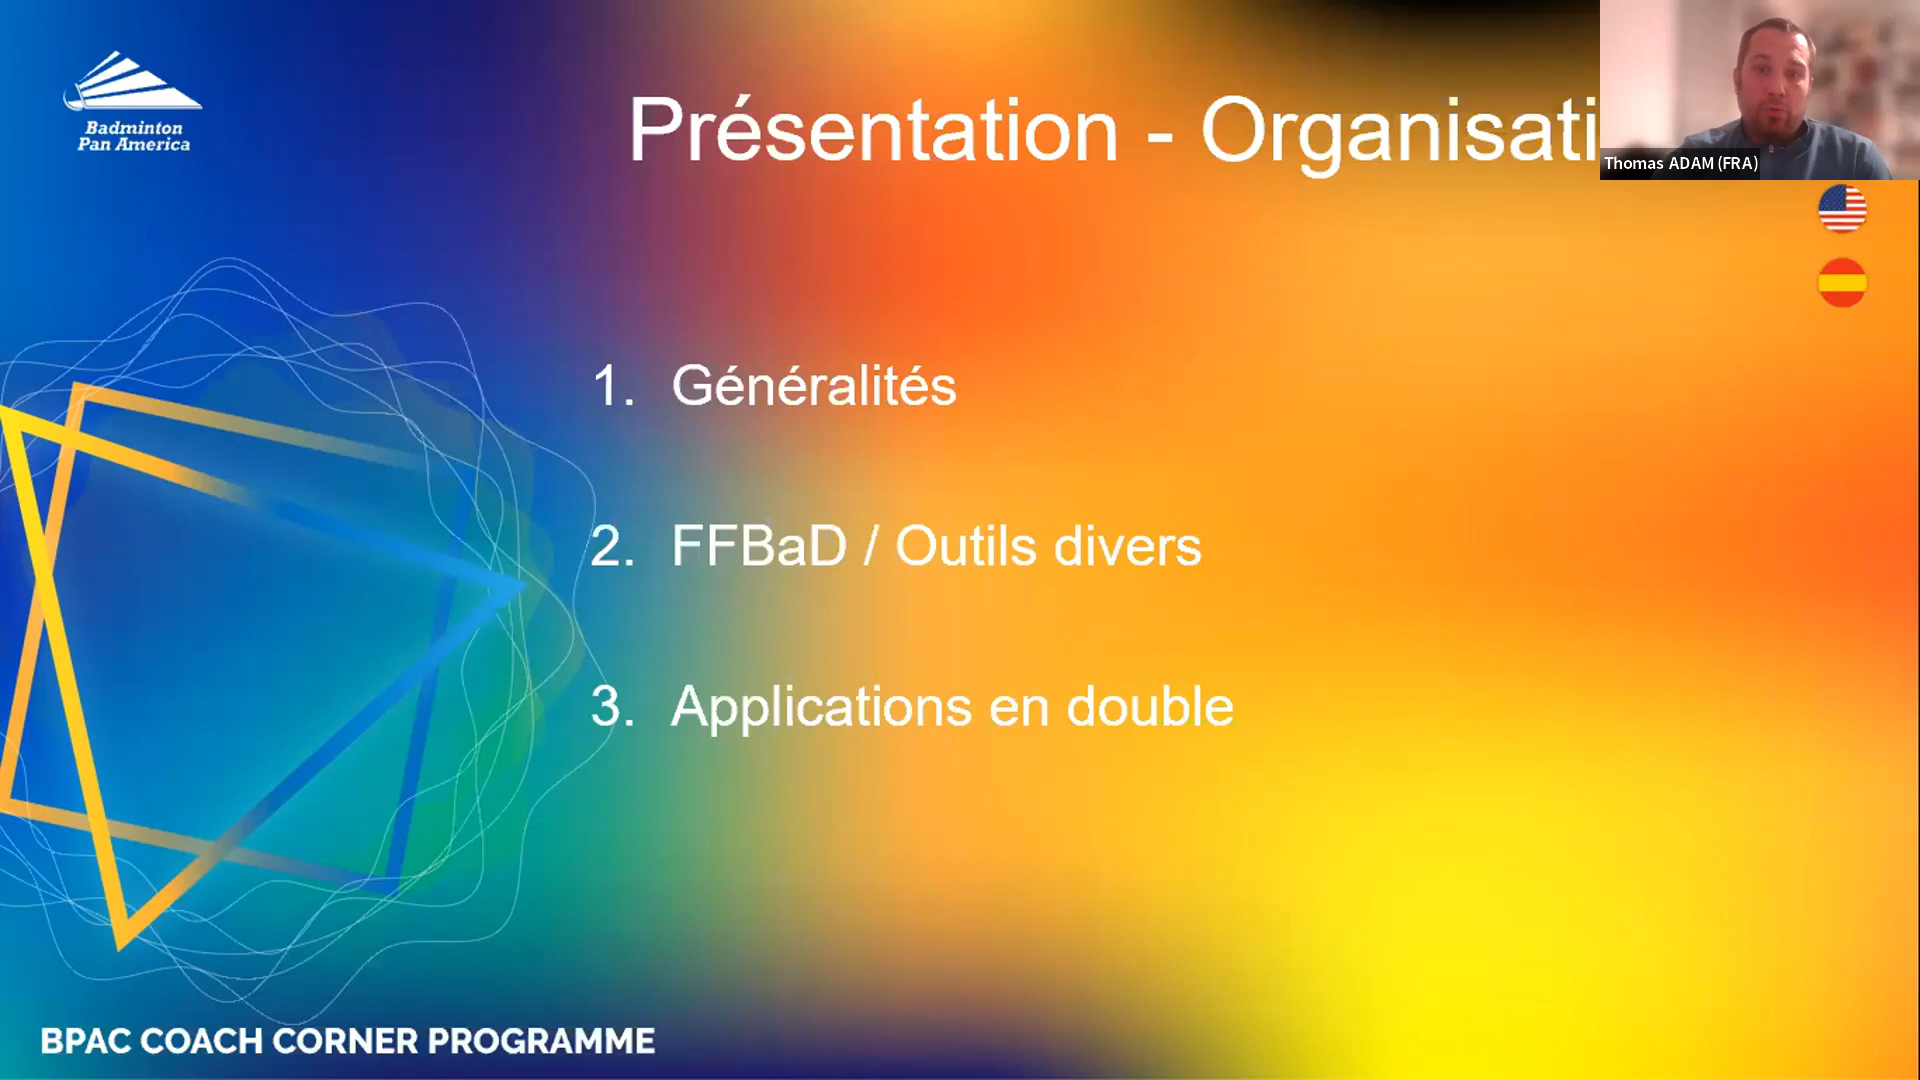 Badminton
Pan America
Présentation - Organisati
Thomas ADAM (FRA)
1. Généralités
2. FFBaD / Outils divers
3. Applications en double
BPAC COACH CORNER PROGRAMME